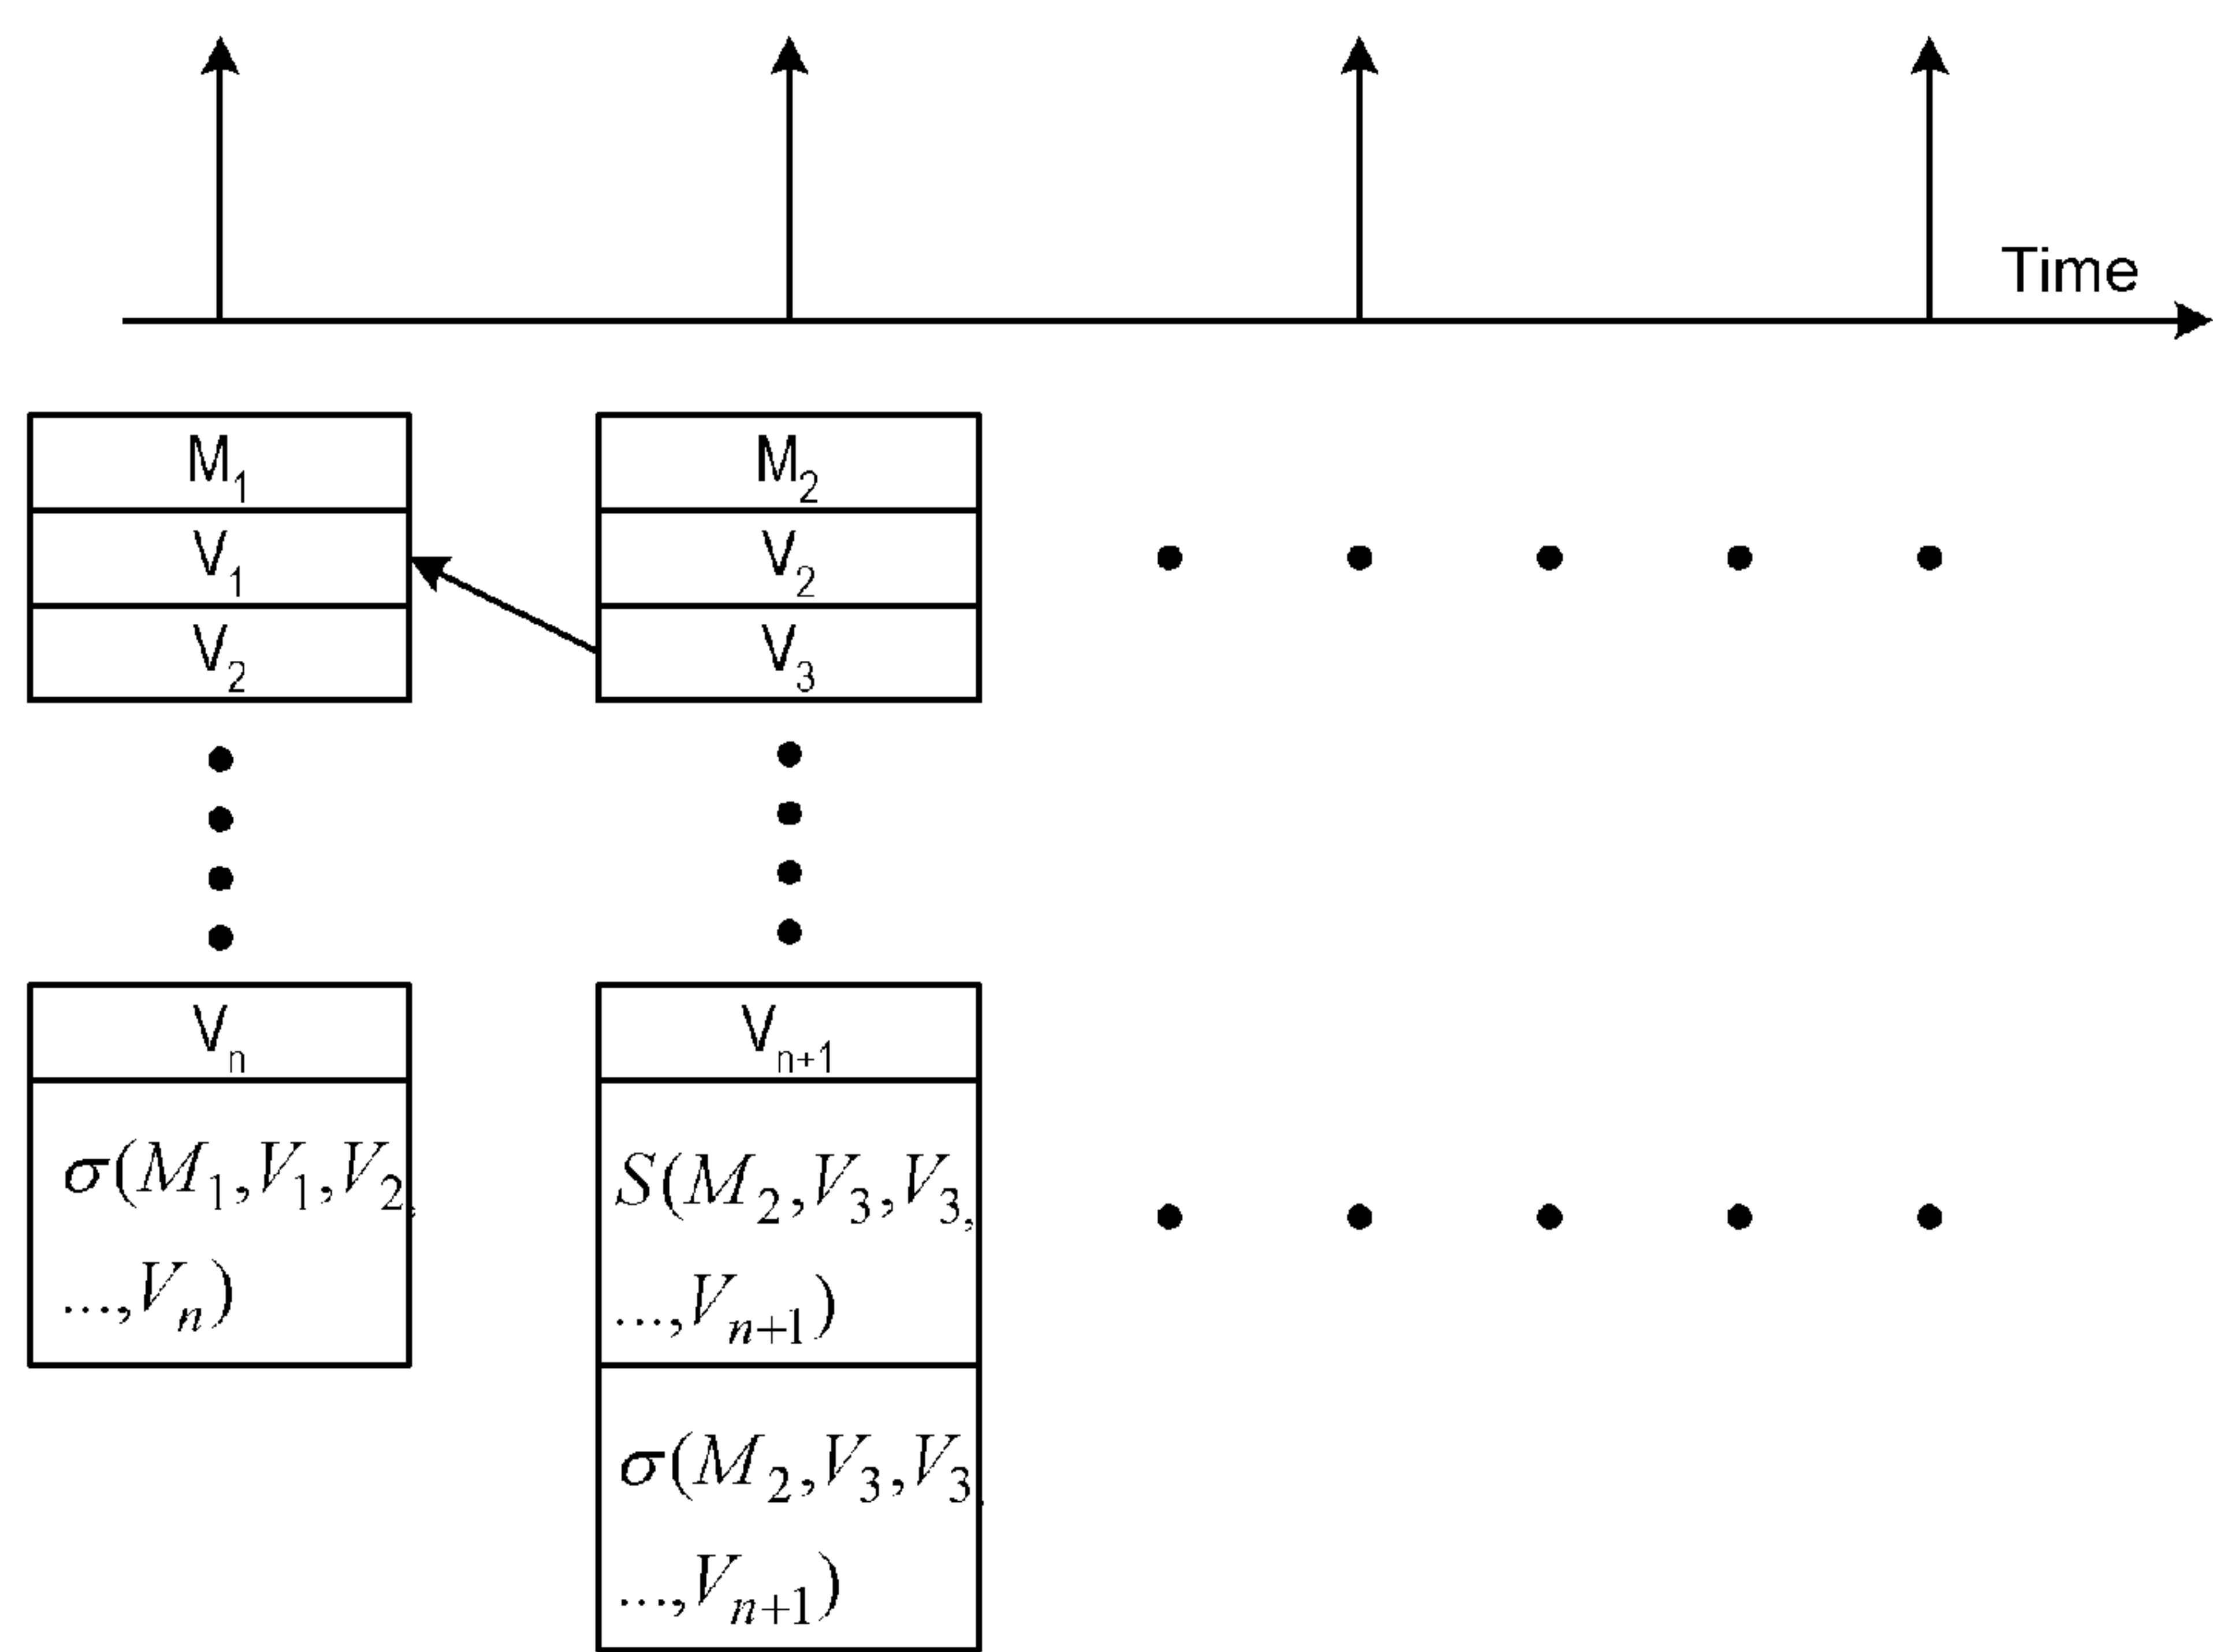 Time
M₁
V₁
V₂
Vₙ
σ(M₁,V₁,V₂,
...,Vₙ)
M₂
V₂
V₃
Vₙ₊₁
S(M₂,V₃,V₃,
...,Vₙ₊₁)
σ(M₂,V₃,V₃,
...,Vₙ₊₁)